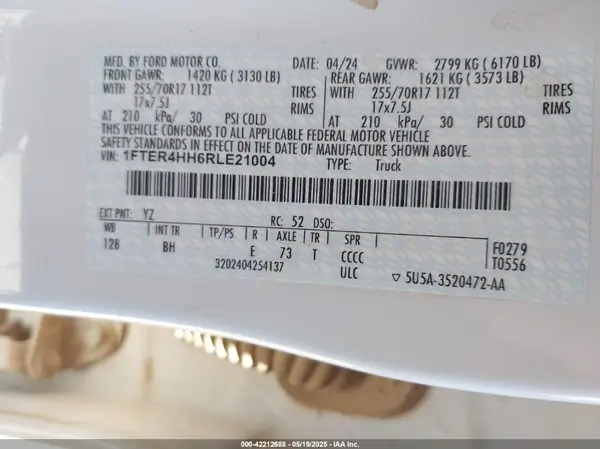 MFD. BY FORD MOTOR CO. DATE: 04/24 GVWR: 2799 KG ( 6170 LB)
FRONT GAWR: 1420 KG ( 3130 LB) REAR GAWR: 1621 KG ( 3573 LB)
WITH 255/70R17 112T TIRES WITH 255/70R17 112T TIRES
17x7.5J RIMS 17x7.5J RIMS
AT 210 kPa/ 30 PSI COLD AT 210 kPa/ 30 PSI COLD
THIS VEHICLE CONFORMS TO ALL APPLICABLE FEDERAL MOTOR VEHICLE
SAFETY STANDARDS IN EFFECT ON THE DATE OF MANUFACTURE SHOWN ABOVE.
VIN: 1FTER4HH6RLE21004 TYPE: Truck
EXT PNT: YZ RC: 52 DSO:
WB INT TR TP/PS R AXLE TR SPR F0279
128 BH E 73 T CCCC T0556
3202404254137 ULC ▽ 5U5A-3520472-AA
000-42212688 - 05/19/2025 - IAAI.COM